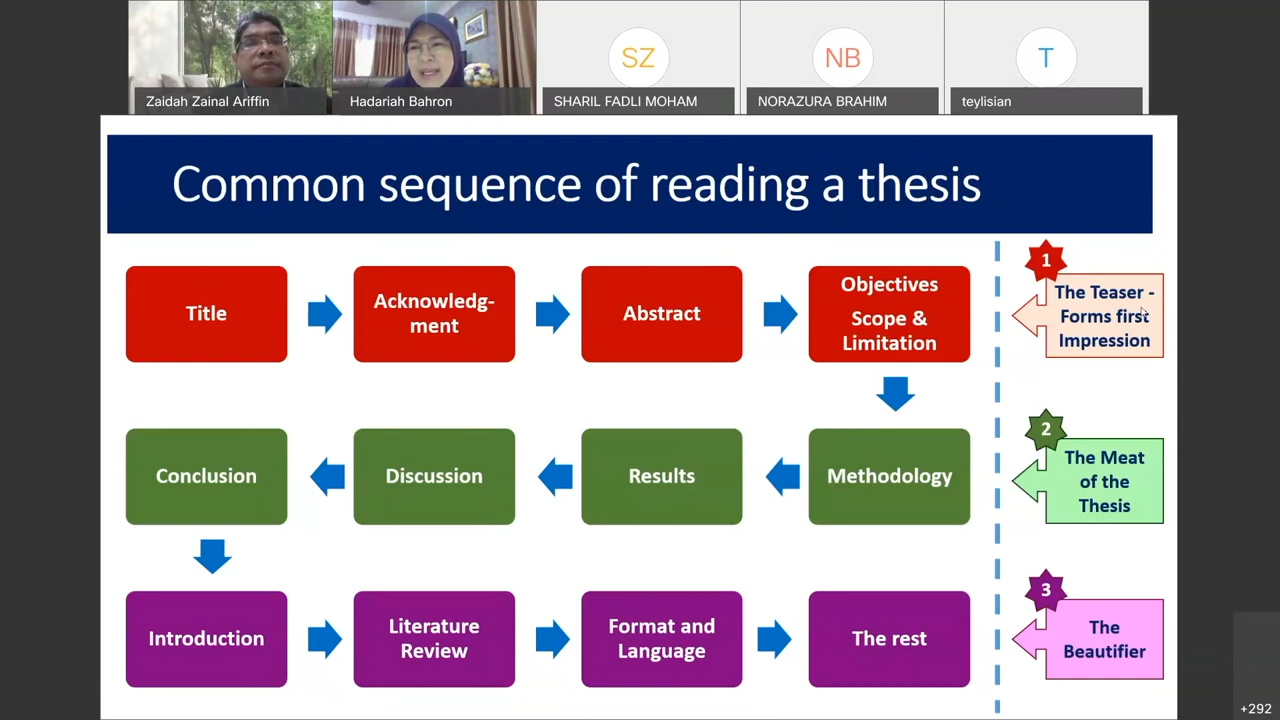 SZ
NB
T
Zaidah Zainal Ariffin
Hadariah Bahron
SHARIL FADLI MOHAM
NORAZURA BRAHIM
teylisian
Common sequence of reading a thesis
Title
Acknowledg-
ment
Abstract
Objectives
Scope &
Limitation
1
The Teaser -
Forms first
Impression
Conclusion
Discussion
Results
Methodology
2
The Meat
of the
Thesis
Introduction
Literature
Review
Format and
Language
The rest
3
The
Beautifier
+292